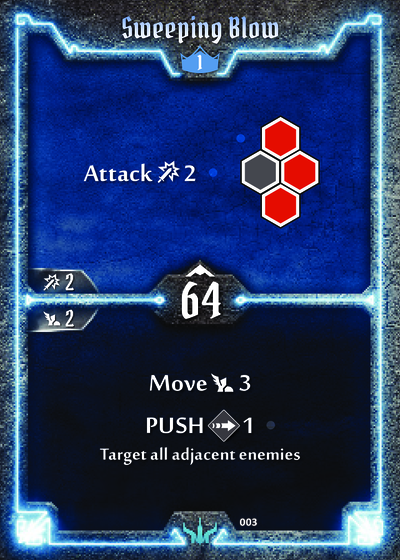 Sweeping Blow
1
Attack 2
2
64
2
Move 3
PUSH 1
Target all adjacent enemies
003